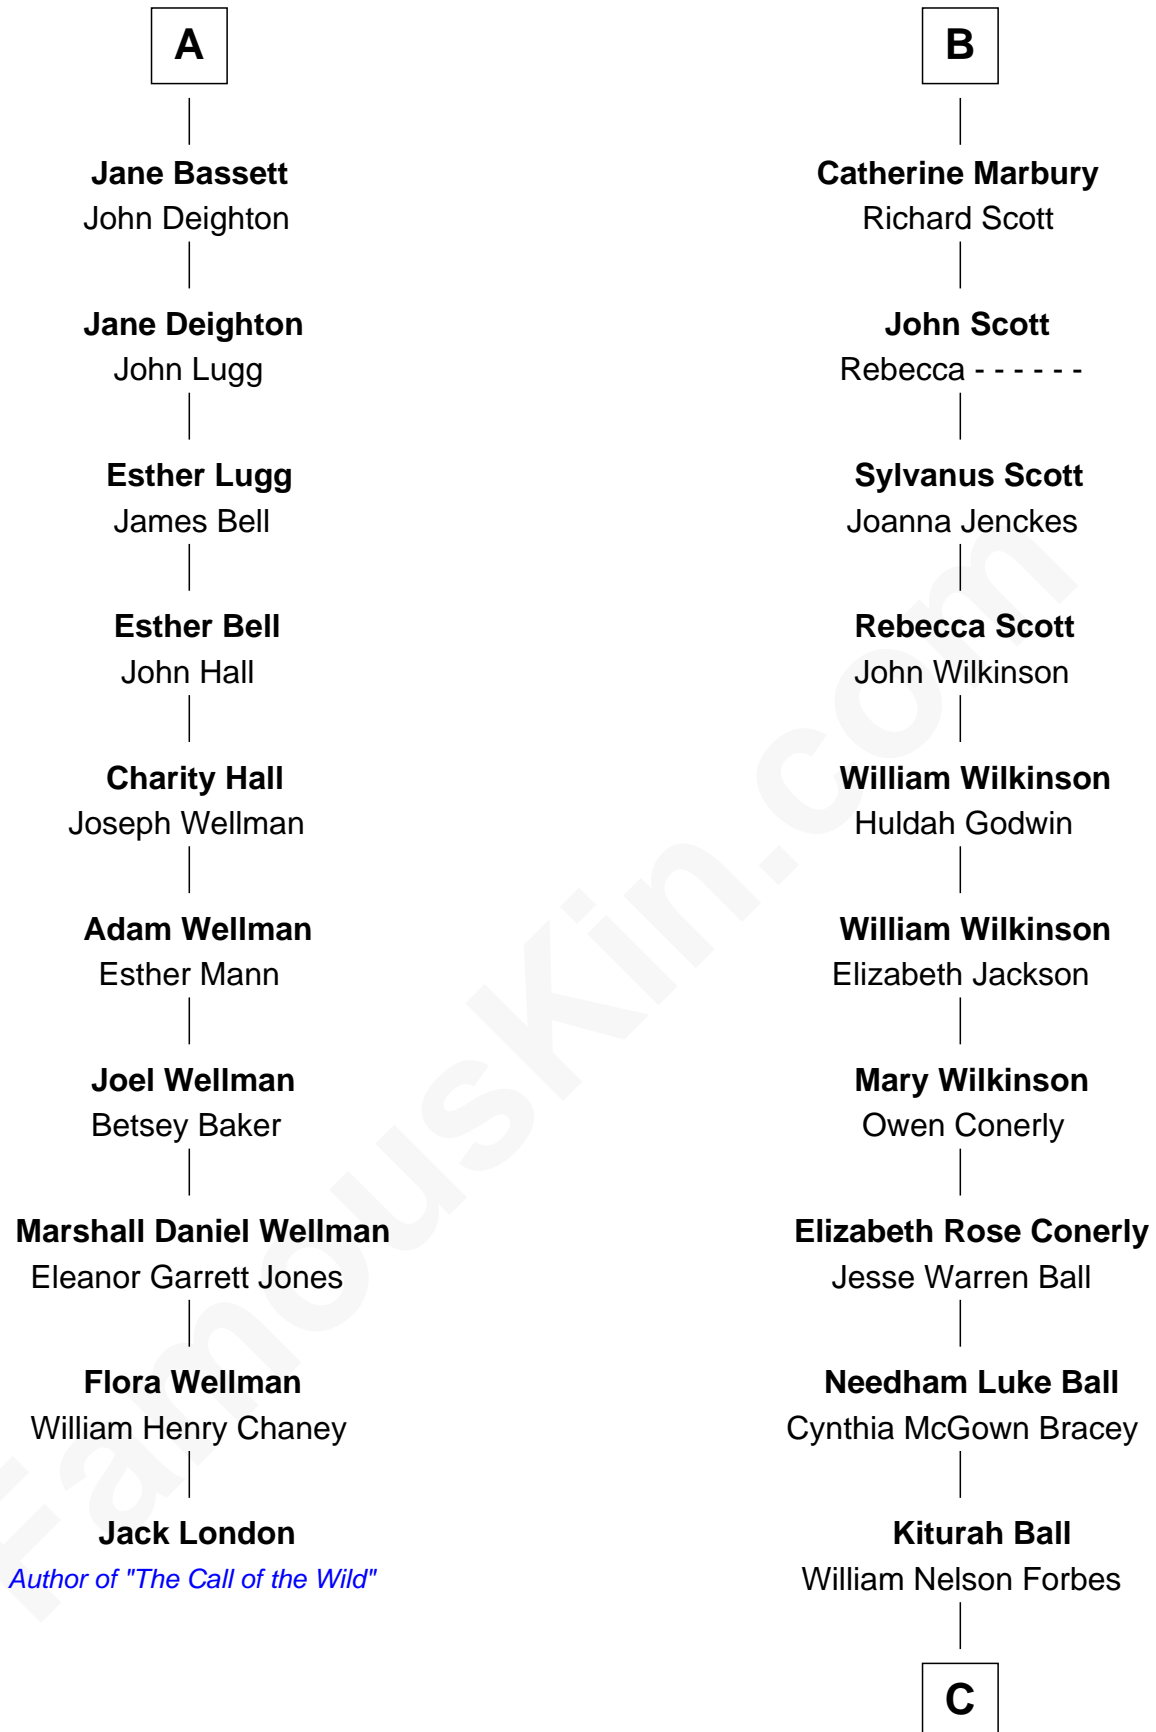 A
Jane Bassett
John Deighton
Jane Deighton
John Lugg
Esther Lugg
James Bell
Esther Bell
John Hall
Charity Hall
Joseph Wellman
Adam Wellman
Esther Mann
Joel Wellman
Betsey Baker
Marshall Daniel Wellman
Eleanor Garrett Jones
Flora Wellman
William Henry Chaney
Jack London
Author of "The Call of the Wild"
B
Catherine Marbury
Richard Scott
John Scott
Rebecca - - - - - -
Sylvanus Scott
Joanna Jenckes
Rebecca Scott
John Wilkinson
William Wilkinson
Huldah Godwin
William Wilkinson
Elizabeth Jackson
Mary Wilkinson
Owen Conerly
Elizabeth Rose Conerly
Jesse Warren Ball
Needham Luke Ball
Cynthia McGown Bracey
Kiturah Ball
William Nelson Forbes
C
FamousKin.com